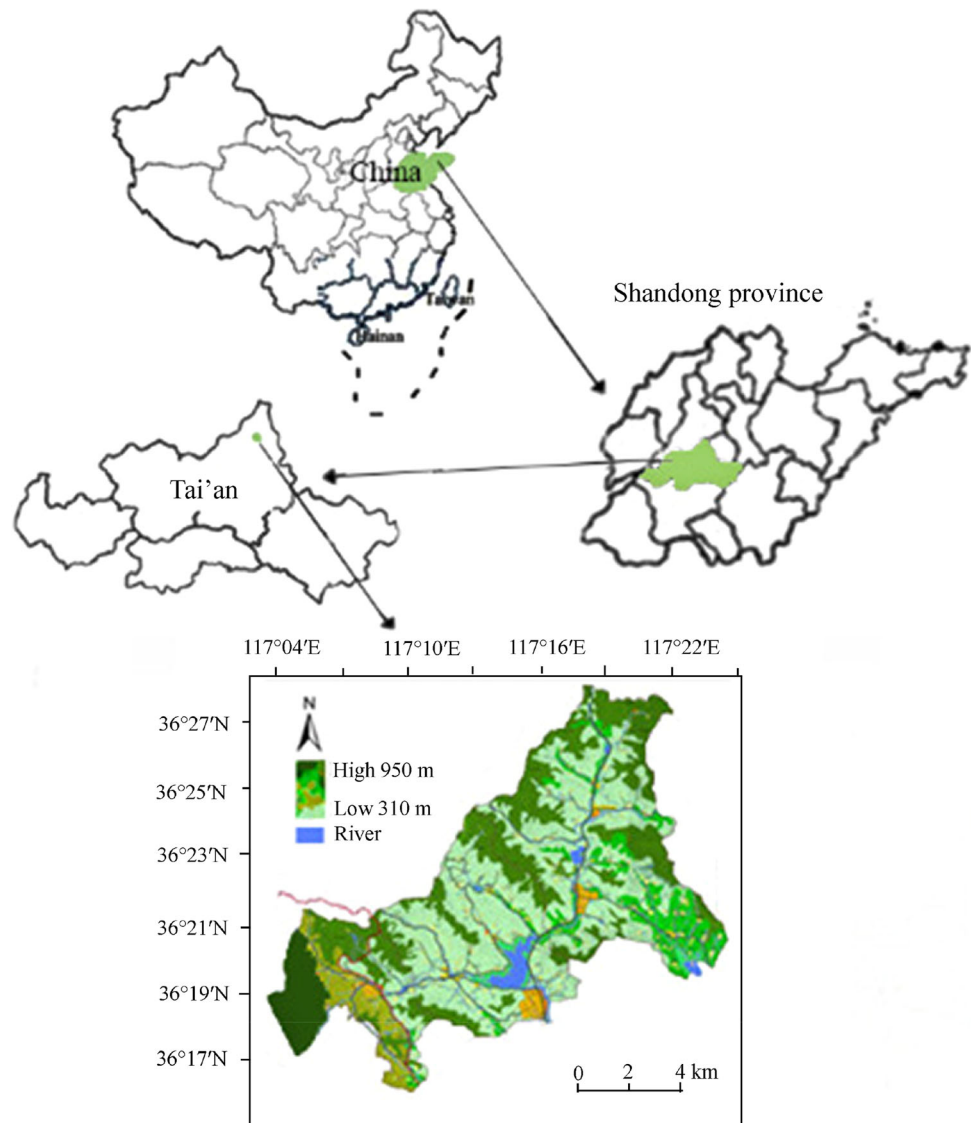 China
Taiwan
Hainan
Shandong province
Tai’an
117°04′E 117°10′E 117°16′E 117°22′E
36°27′N
36°25′N
36°23′N
36°21′N
36°19′N
36°17′N
N
High 950 m
Low 310 m
River
0 2 4 km